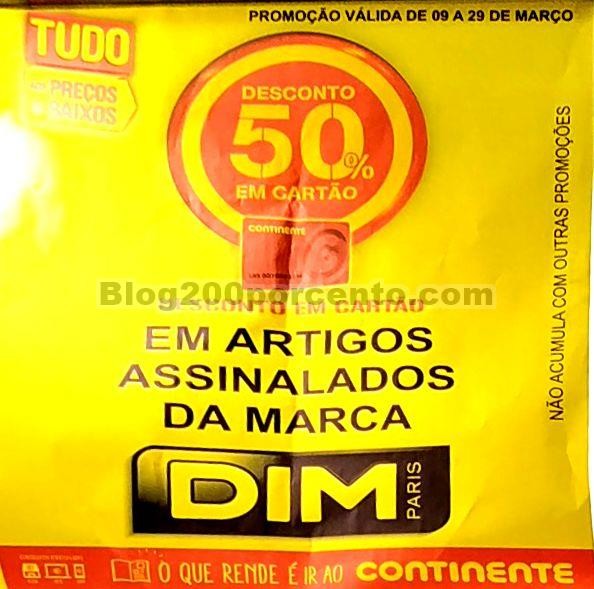 PROMOÇÃO VÁLIDA DE 09 A 29 DE MARÇO
TUDO
PREÇOS
BAIXOS
DESCONTO
50%
EM CARTÃO
CONTINENTE
Blog200porcento.com
DESCONTO EM CARTÃO
EM ARTIGOS
ASSINALADOS
DA MARCA
DIM
PARIS
NÃO ACUMULA COM OUTRAS PROMOÇÕES
O QUE RENDE É IR AO CONTINENTE